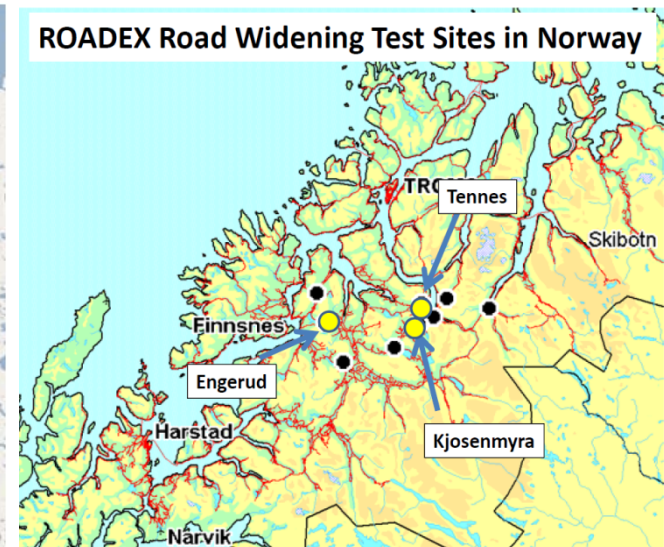 ROADEX Road Widening Test Sites in Norway
Tennes
Skibotn
Finnsnes
Engerud
Harstad
Kjosenmyra
Narvik